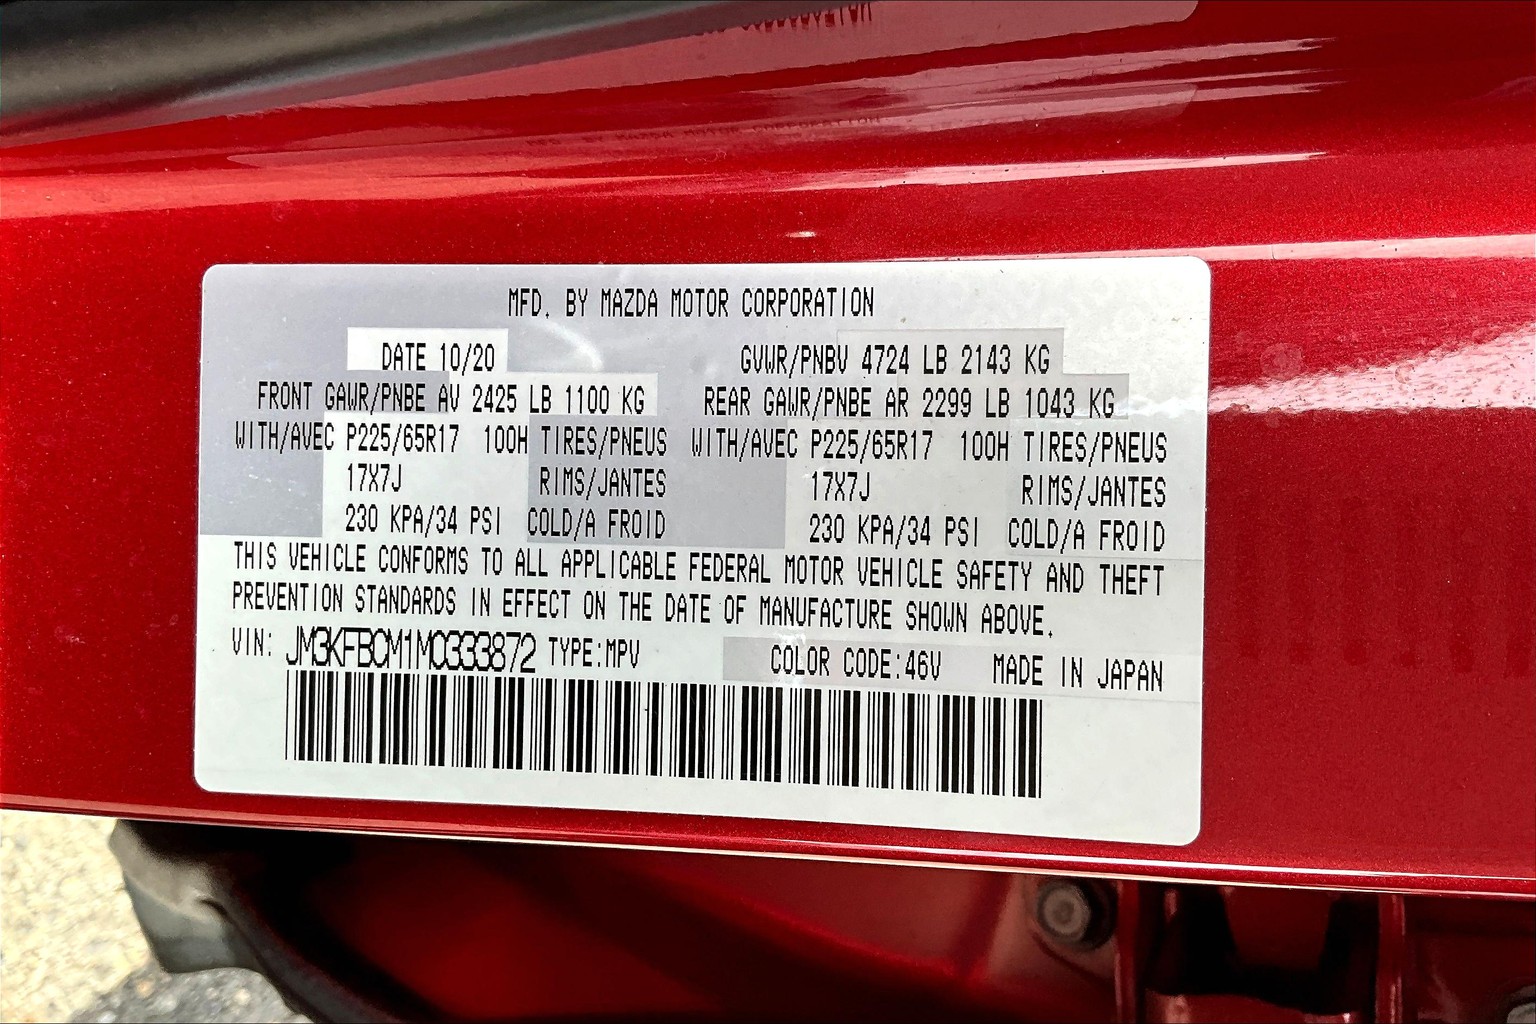 MFD. BY MAZDA MOTOR CORPORATION
DATE 10/20 GVWR/PNBV 4724 LB 2143 KG
FRONT GAWR/PNBE AV 2425 LB 1100 KG REAR GAWR/PNBE AR 2299 LB 1043 KG
WITH/AVEC P225/65R17 100H TIRES/PNEUS WITH/AVEC P225/65R17 100H TIRES/PNEUS
17X7J RIMS/JANTES 17X7J RIMS/JANTES
230 KPA/34 PSI COLD/A FROID 230 KPA/34 PSI COLD/A FROID
THIS VEHICLE CONFORMS TO ALL APPLICABLE FEDERAL MOTOR VEHICLE SAFETY AND THEFT
PREVENTION STANDARDS IN EFFECT ON THE DATE OF MANUFACTURE SHOWN ABOVE.
VIN: JM3KFBCM1M0333872 TYPE:MPV COLOR CODE:46V MADE IN JAPAN